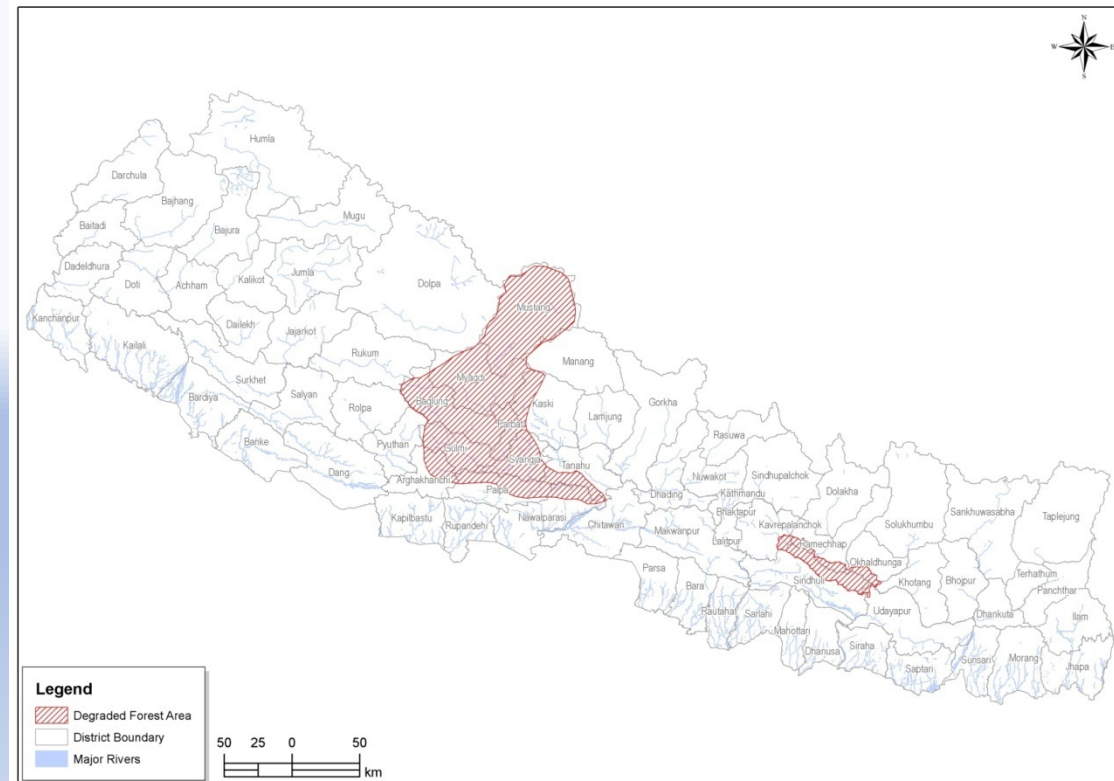 N
W E
S
Humla
Darchula
Bajhang
Mugu
Baitadi
Bajura
Dadeldhura
Jumla
Doti
Achham
Kalikot
Dolpa
Mustang
Kanchanpur
Dailekh
Jajarkot
Kailali
Rukum
Manang
Surkhet
Myagdi
Bardiya
Salyan
Rolpa
Baglung
Kaski
Lamjung
Gorkha
Parbat
Rasuwa
Banke
Pyuthan
Gulmi
Syangja
Tanahu
Sindhupalchok
Dang
Nuwakot
Dolakha
Arghakhanchi
Palpa
Dhading
Kathmandu
Sankhuwasabha
Taplejung
Bhaktapur
Solukhumbu
Kapilbastu
Rupandehi
Nawalparasi
Chitawan
Makwanpur
Kavrepalanchok
Lalitpur
Ramechhap
Okhaldhunga
Parsa
Sindhuli
Khotang
Bhojpur
Terhathum
Panchthar
Bara
Rautahat
Sarlahi
Udayapur
Dhankuta
Ilam
Mahottari
Dhanusa
Siraha
Saptari
Sunsari
Morang
Jhapa
Legend
Degraded Forest Area
District Boundary
Major Rivers
50 25 0 50
km